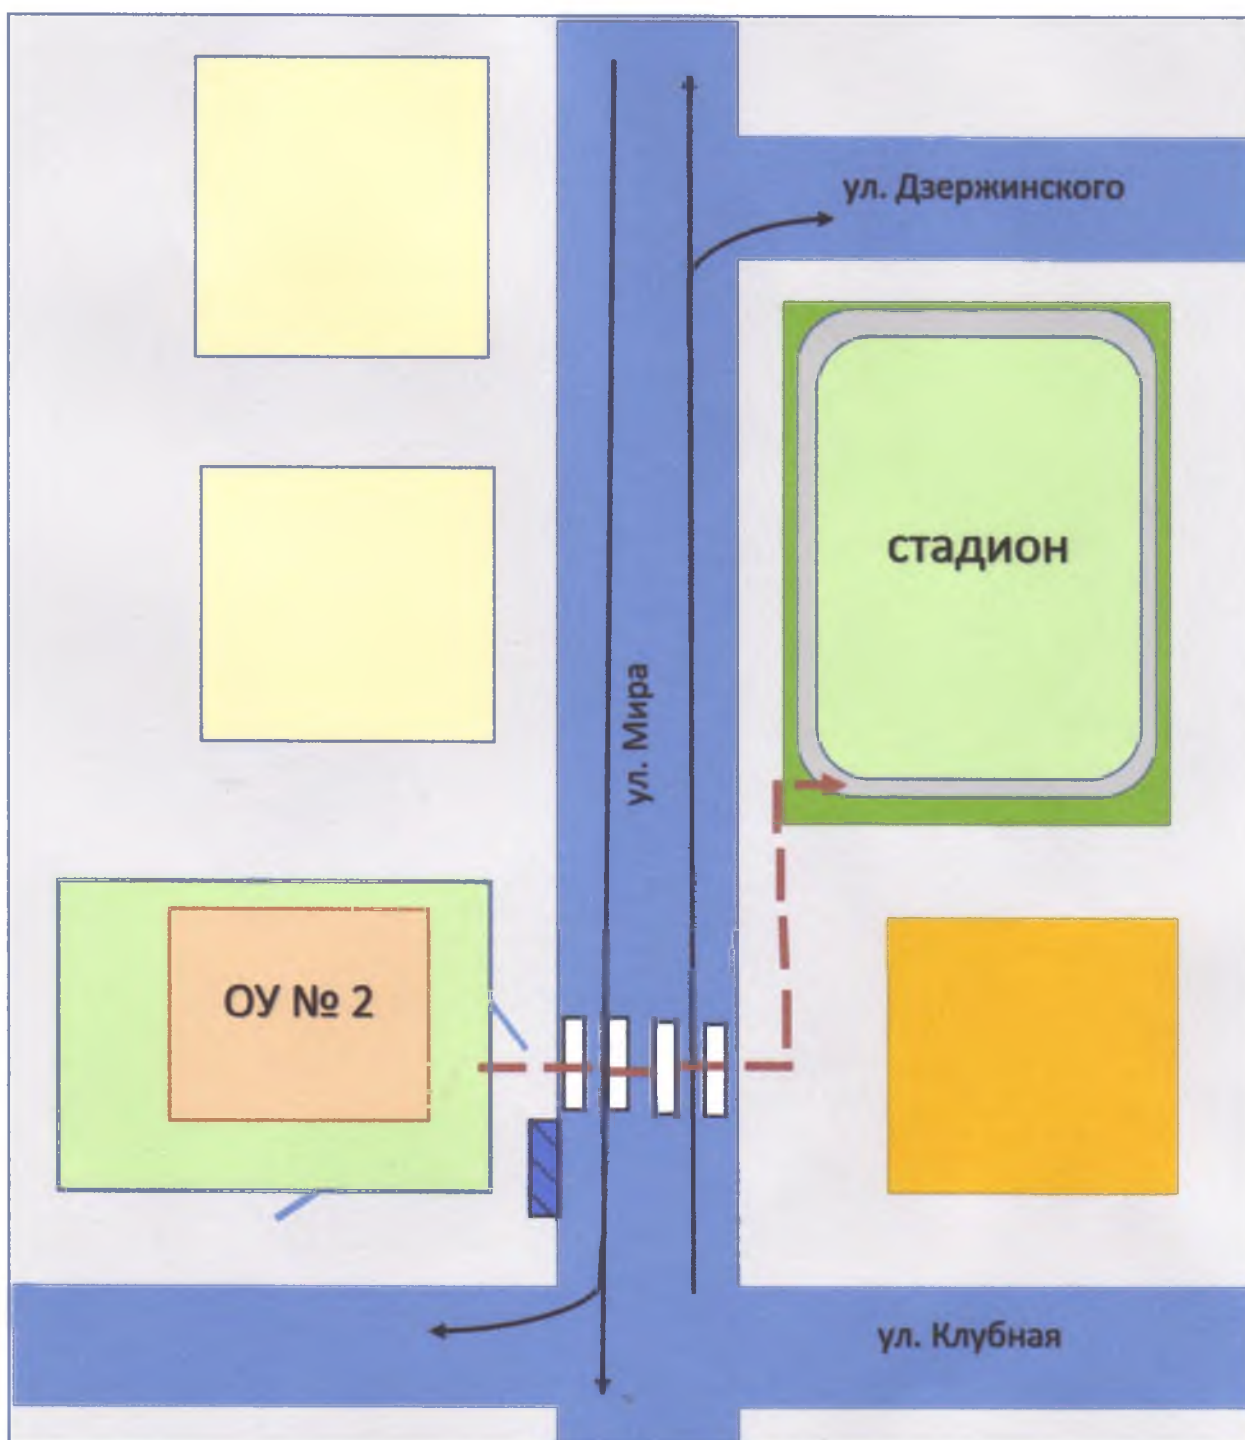 ул. Дзержинского
стадион
ул. Мира
ОУ № 2
ул. Клубная